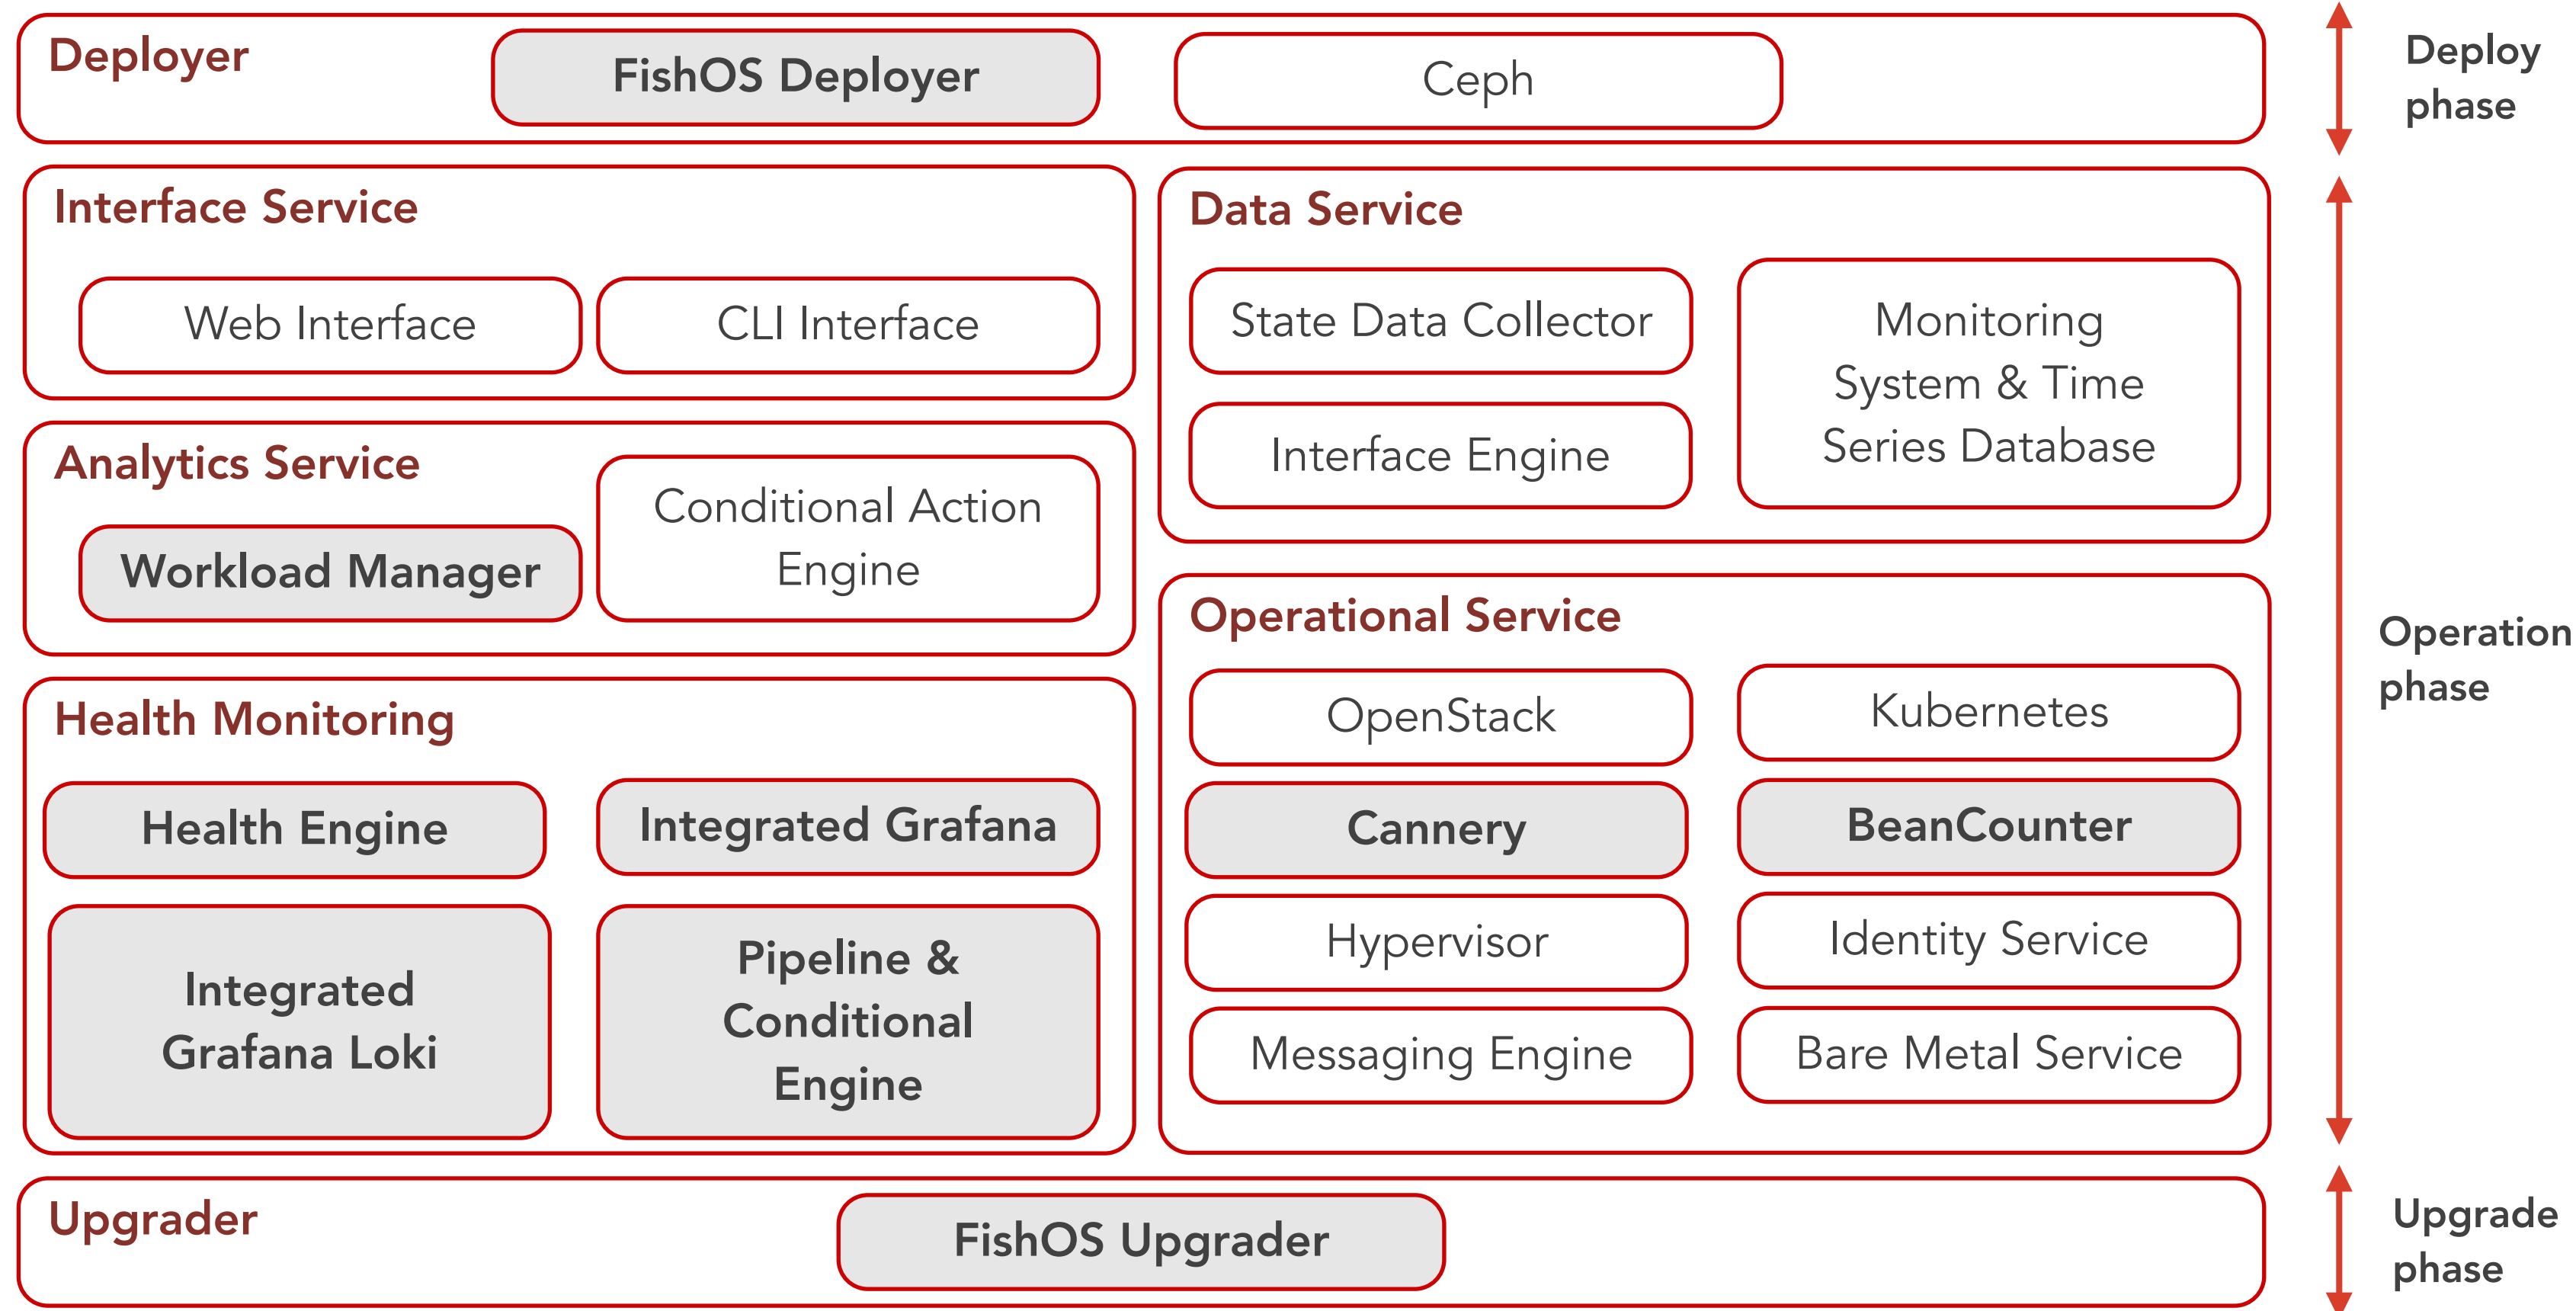 Deployer
FishOS Deployer
Ceph
Deploy
phase
Interface Service
Web Interface
CLI Interface
Data Service
State Data Collector
Interface Engine
Monitoring
System & Time
Series Database
Analytics Service
Workload Manager
Conditional Action
Engine
Operational Service
OpenStack
Kubernetes
Cannery
BeanCounter
Hypervisor
Identity Service
Messaging Engine
Bare Metal Service
Operation
phase
Health Monitoring
Health Engine
Integrated Grafana
Integrated
Grafana Loki
Pipeline &
Conditional
Engine
Upgrader
FishOS Upgrader
Upgrade
phase